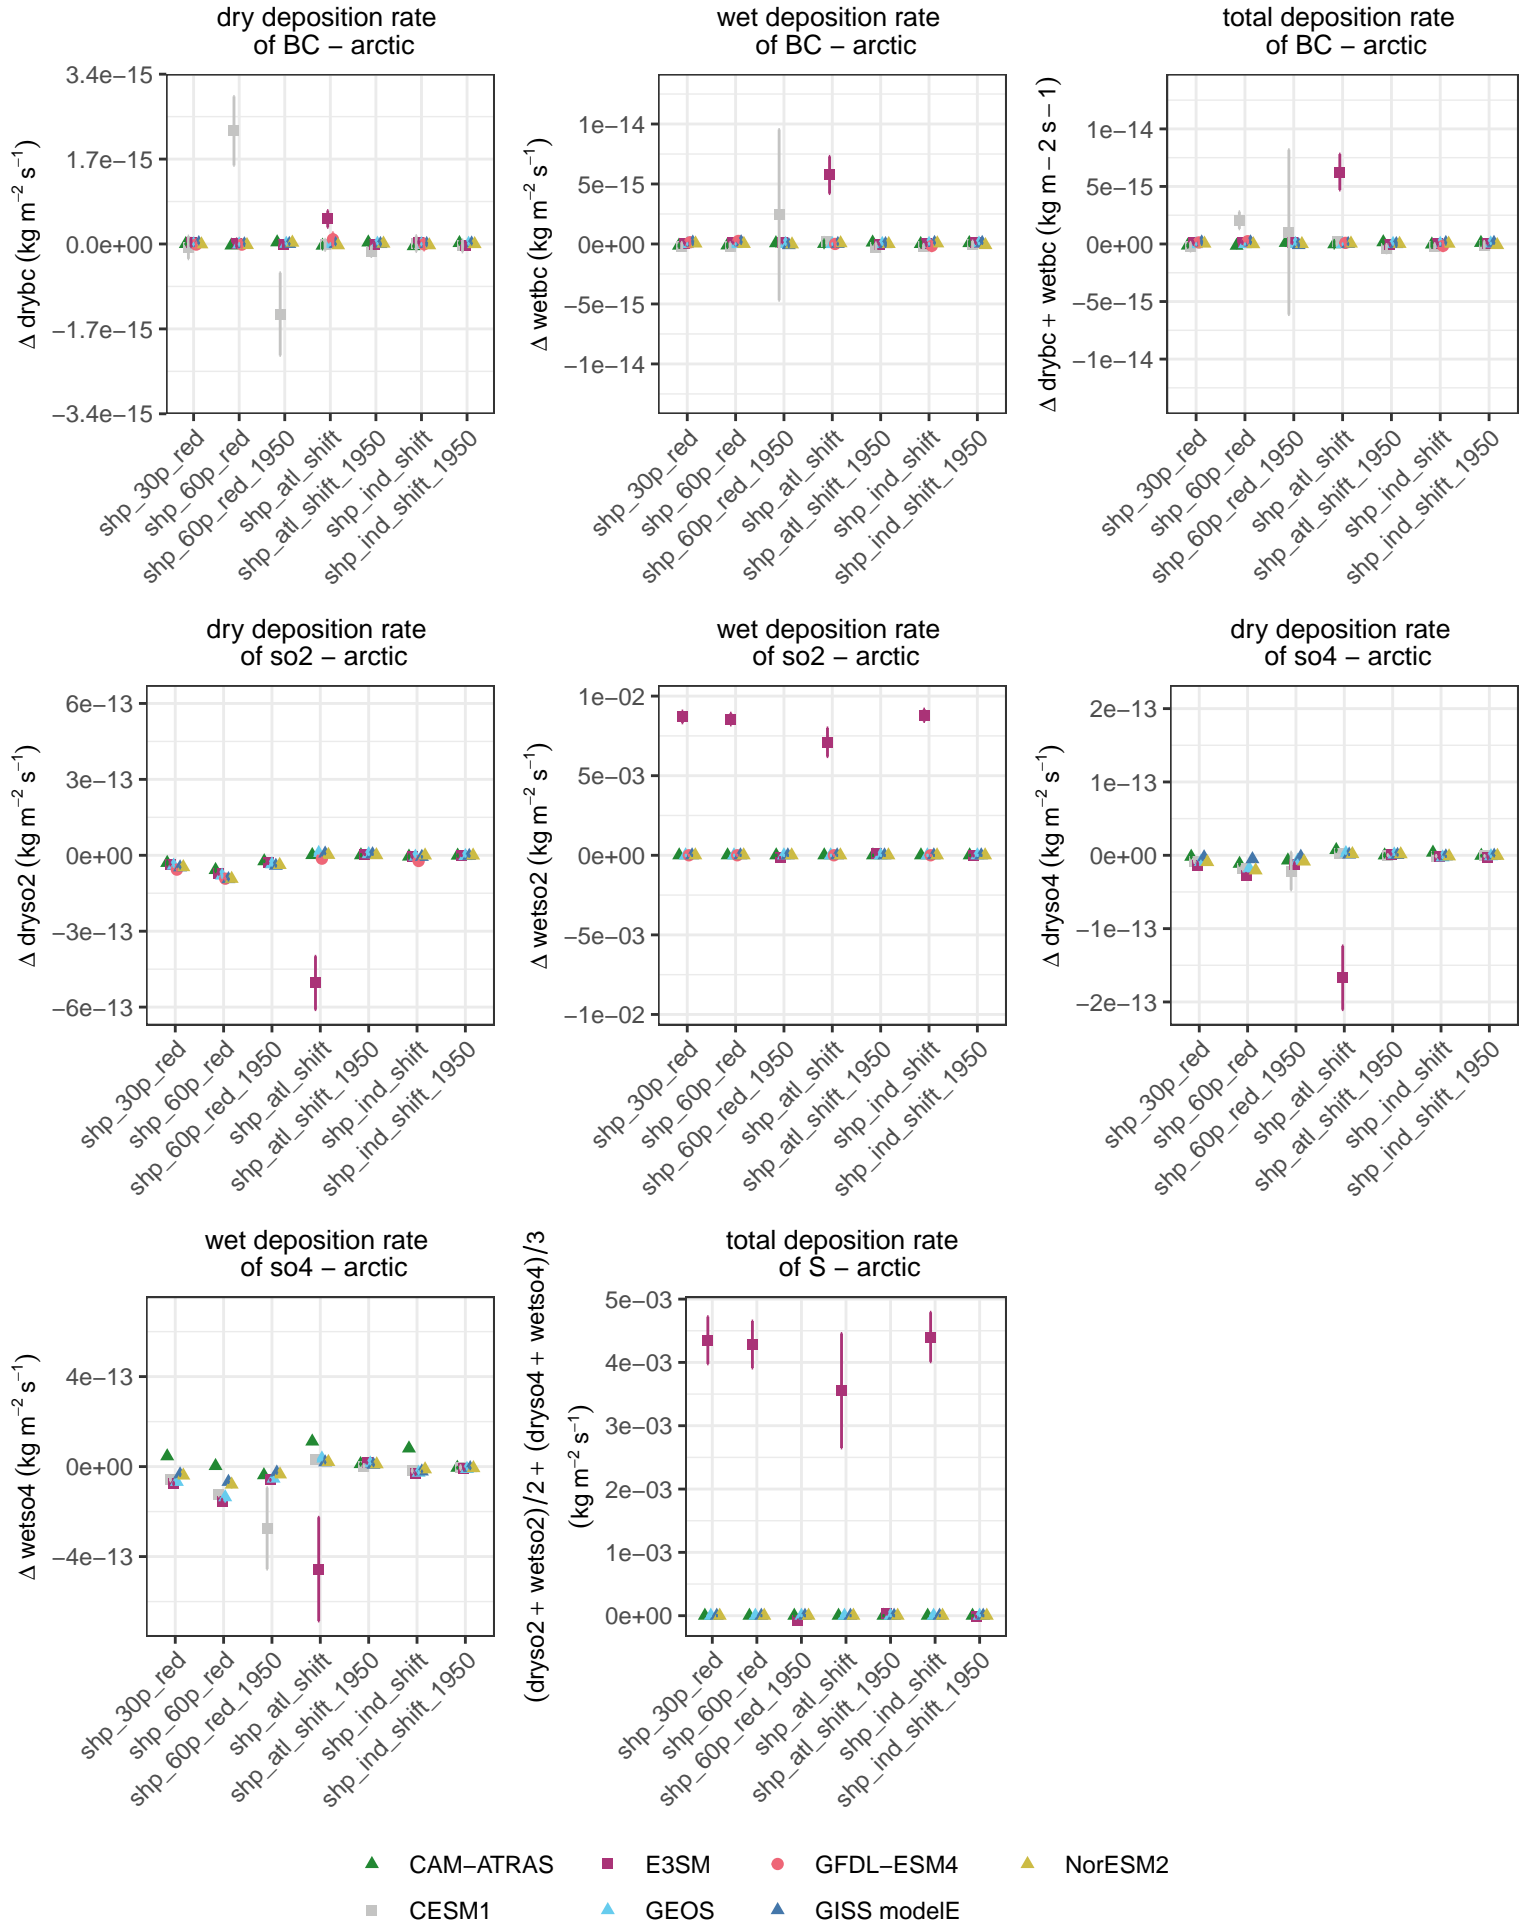 dry deposition rate
of BC − arctic
Δ drybc (kg m−2 s−1)
3.4e−15
1.7e−15
0.0e+00
−1.7e−15
−3.4e−15
shp_30p_red
shp_60p_red
shp_60p_red_1950
shp_atl_shift
shp_atl_shift_1950
shp_ind_shift
shp_ind_shift_1950
wet deposition rate
of BC − arctic
Δ wetbc (kg m−2 s−1)
1e−14
5e−15
0e+00
−5e−15
−1e−14
shp_30p_red
shp_60p_red
shp_60p_red_1950
shp_atl_shift
shp_atl_shift_1950
shp_ind_shift
shp_ind_shift_1950
total deposition rate
of BC − arctic
Δ drybc + wetbc (kg m − 2 s − 1)
1e−14
5e−15
0e+00
−5e−15
−1e−14
shp_30p_red
shp_60p_red
shp_60p_red_1950
shp_atl_shift
shp_atl_shift_1950
shp_ind_shift
shp_ind_shift_1950
dry deposition rate
of so2 − arctic
Δ dryso2 (kg m−2 s−1)
6e−13
3e−13
0e+00
−3e−13
−6e−13
shp_30p_red
shp_60p_red
shp_60p_red_1950
shp_atl_shift
shp_atl_shift_1950
shp_ind_shift
shp_ind_shift_1950
wet deposition rate
of so2 − arctic
Δ wetso2 (kg m−2 s−1)
1e−02
5e−03
0e+00
−5e−03
−1e−02
shp_30p_red
shp_60p_red
shp_60p_red_1950
shp_atl_shift
shp_atl_shift_1950
shp_ind_shift
shp_ind_shift_1950
dry deposition rate
of so4 − arctic
Δ dryso4 (kg m−2 s−1)
2e−13
1e−13
0e+00
−1e−13
−2e−13
shp_30p_red
shp_60p_red
shp_60p_red_1950
shp_atl_shift
shp_atl_shift_1950
shp_ind_shift
shp_ind_shift_1950
wet deposition rate
of so4 − arctic
Δ wetso4 (kg m−2 s−1)
4e−13
0e+00
−4e−13
shp_30p_red
shp_60p_red
shp_60p_red_1950
shp_atl_shift
shp_atl_shift_1950
shp_ind_shift
shp_ind_shift_1950
total deposition rate
of S − arctic
(dryso2 + wetso2)/2 + (dryso4 + wetso4)/3
(kg m−2 s−1)
5e−03
4e−03
3e−03
2e−03
1e−03
0e+00
shp_30p_red
shp_60p_red
shp_60p_red_1950
shp_atl_shift
shp_atl_shift_1950
shp_ind_shift
shp_ind_shift_1950
CAM−ATRAS E3SM GFDL−ESM4 NorESM2
CESM1 GEOS GISS modelE